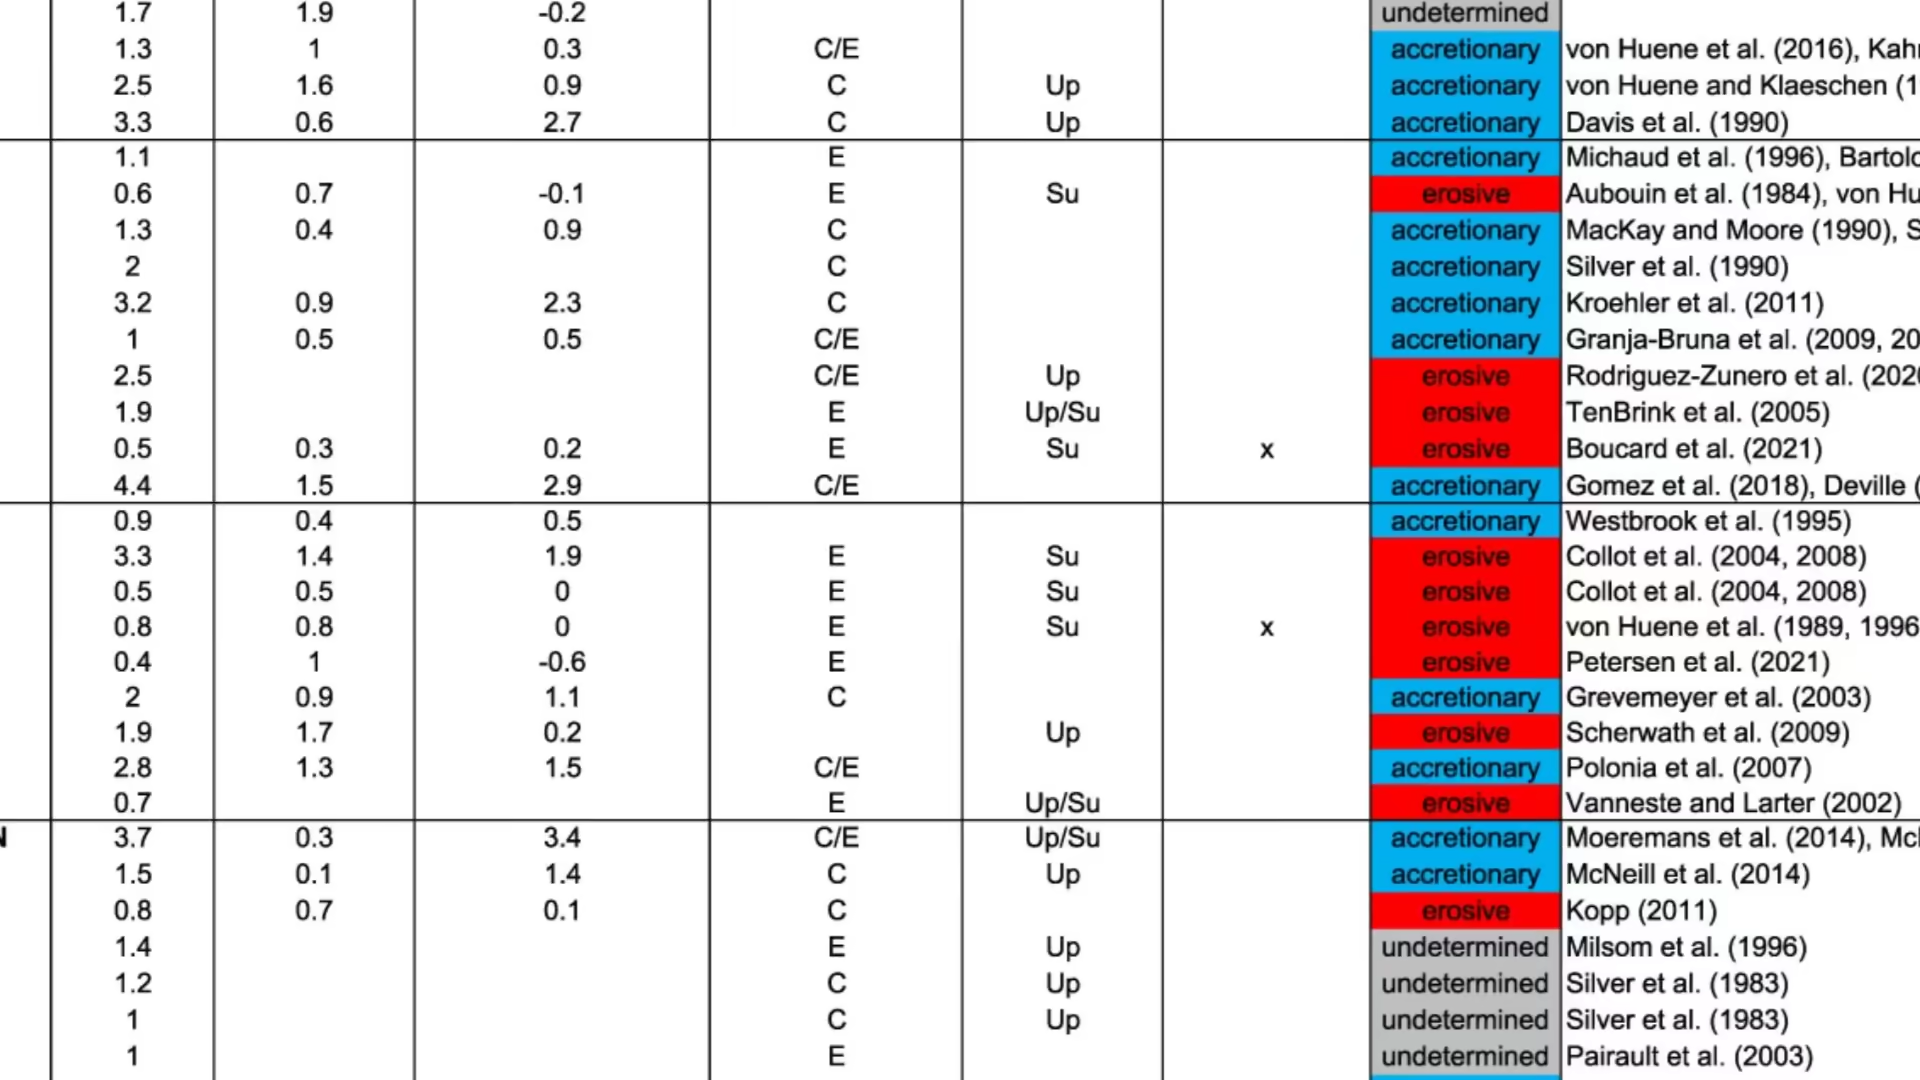 1.7 1.9 -0.2 undetermined
1.3 1 0.3 C/E accretionary von Huene et al. (2016), Kah
2.5 1.6 0.9 C Up accretionary von Huene and Klaeschen (1
3.3 0.6 2.7 C Up accretionary Davis et al. (1990)
1.1 E accretionary Michaud et al. (1996), Bartolo
0.6 0.7 -0.1 E Su erosive Aubouin et al. (1984), von Hu
1.3 0.4 0.9 C accretionary MacKay and Moore (1990), S
2 C accretionary Silver et al. (1990)
3.2 0.9 2.3 C accretionary Kroehler et al. (2011)
1 0.5 0.5 C/E accretionary Granja-Bruna et al. (2009, 20
2.5 C/E Up erosive Rodriguez-Zunero et al. (202
1.9 E Up/Su erosive TenBrink et al. (2005)
0.5 0.3 0.2 E Su x erosive Boucard et al. (2021)
4.4 1.5 2.9 C/E accretionary Gomez et al. (2018), Deville (
0.9 0.4 0.5 accretionary Westbrook et al. (1995)
3.3 1.4 1.9 E Su erosive Collot et al. (2004, 2008)
0.5 0.5 0 E Su erosive Collot et al. (2004, 2008)
0.8 0.8 0 E Su x erosive von Huene et al. (1989, 1996
0.4 1 -0.6 E erosive Petersen et al. (2021)
2 0.9 1.1 C accretionary Grevemeyer et al. (2003)
1.9 1.7 0.2 Up erosive Scherwath et al. (2009)
2.8 1.3 1.5 C/E accretionary Polonia et al. (2007)
0.7 E Up/Su erosive Vanneste and Larter (2002)
N 3.7 0.3 3.4 C/E Up/Su accretionary Moeremans et al. (2014), Mc
1.5 0.1 1.4 C Up accretionary McNeill et al. (2014)
0.8 0.7 0.1 C erosive Kopp (2011)
1.4 E Up undetermined Milsom et al. (1996)
1.2 C Up undetermined Silver et al. (1983)
1 C Up undetermined Silver et al. (1983)
1 E undetermined Pairault et al. (2003)